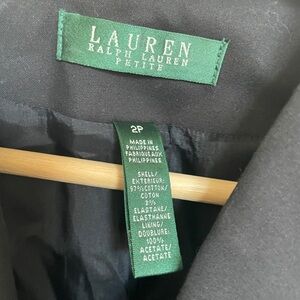 LAUREN
RALPH LAUREN
PETITE
2P
MADE IN
PHILIPPINES
FABRIQUE AUX
PHILIPPINES
SHELL/
EXTERIEUR:
97% COTTON/
COTON
3%
ELASTANE/
ELASTHANNE
LINING/
DOUBLURE:
100%
ACETATE/
ACETATE